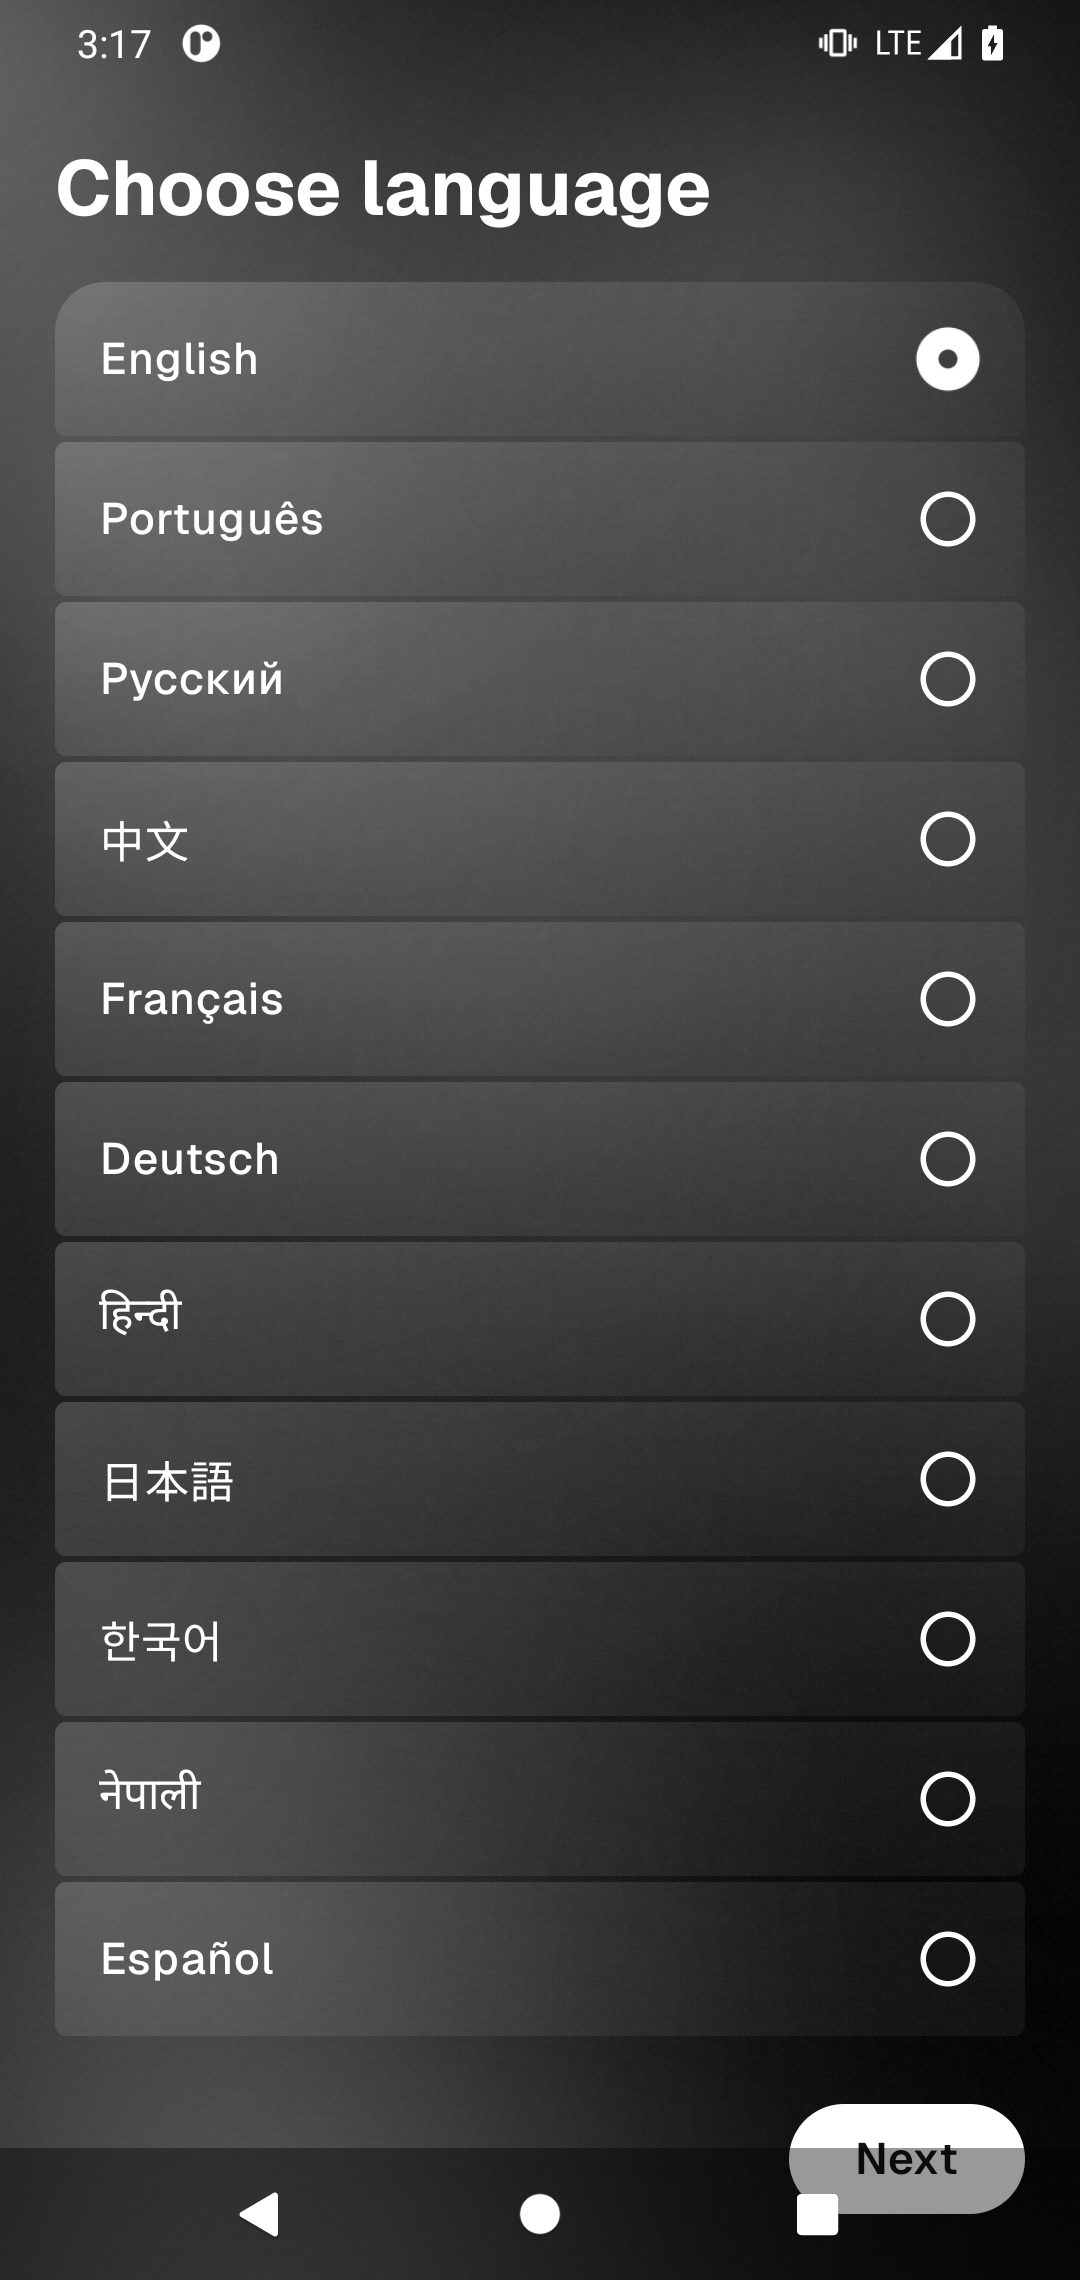 3:17
LTE
Choose language
English
Português
Русский
中文
Français
Deutsch
हिन्दी
日本語
한국어
नेपाली
Español
Next